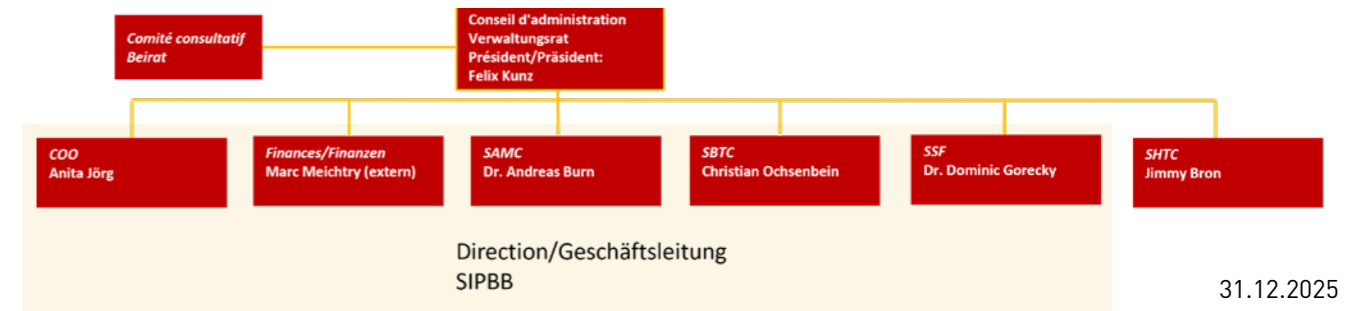 Comité consultatif
Beirat
Conseil d'administration
Verwaltungsrat
Président/Präsident:
Felix Kunz
COO
Anita Jörg
Finances/Finanzen
Marc Meichtry (extern)
SAMC
Dr. Andreas Burn
SBTC
Christian Ochsenbein
SSF
Dr. Dominic Gorecky
SHTC
Jimmy Bron
Direction/Geschäftsleitung
SIPBB
31.12.2025